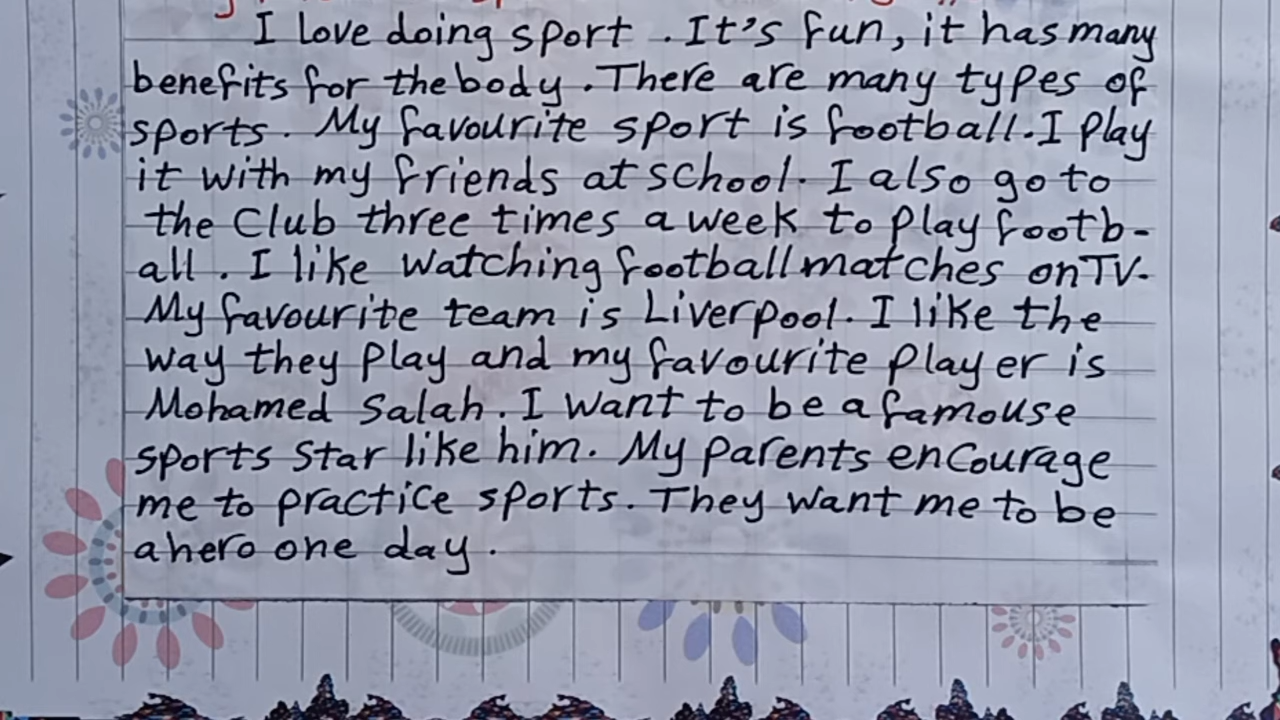 I love doing sport . It's fun, it has many
benefits for the body . There are many types of
sports. My favourite sport is football. I play
it with my friends at school. I also go to
the Club three times a week to play footb-
all . I like watching football matches on TV.
My favourite team is Liverpool. I like the
way they play and my favourite player is
Mohamed Salah. I want to be a famouse
sports star like him. My parents encourage
me to practice sports. They want me to be
a hero one day .